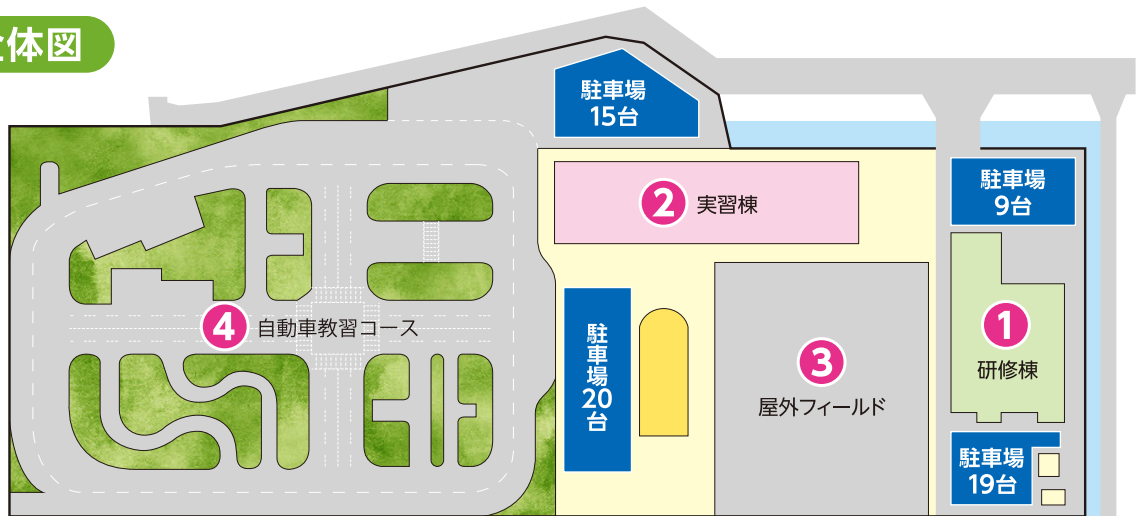 体図
駐車場
15台
2 実習棟
駐車場
9台
1
研修棟
4 自動車教習コース
駐車場20台
3
屋外フィールド
駐車場
19台